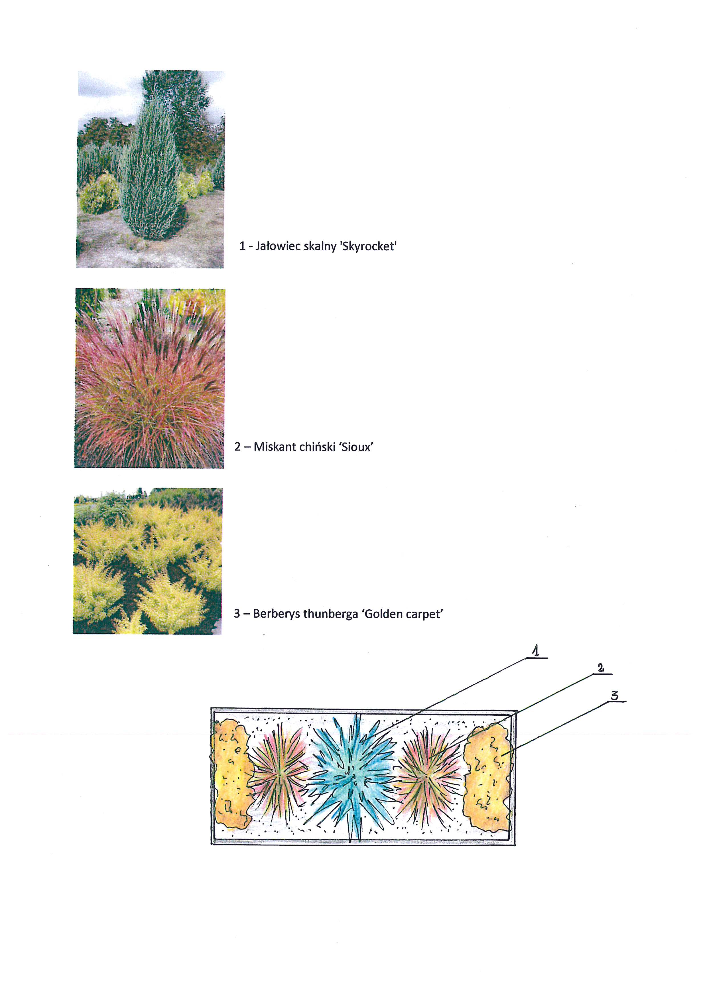 1 - Jałowiec skalny 'Skyrocket'
2 – Miskant chiński ‘Sioux’
3 – Berberys thunberga ‘Golden carpet’
1
2
3